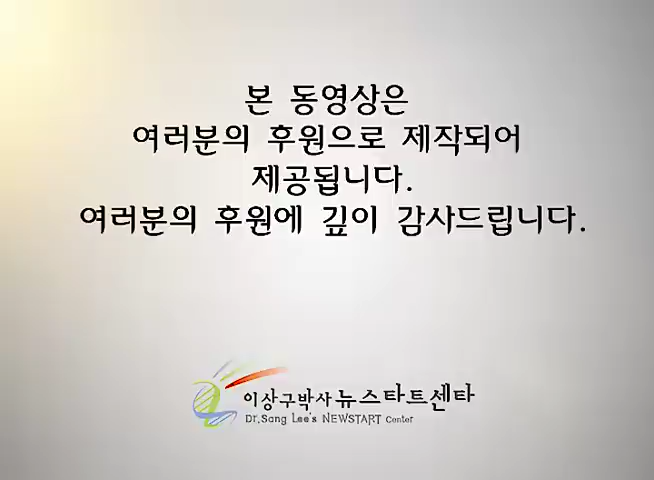 본 동영상은
여러분의 후원으로 제작되어
제공됩니다.
여러분의 후원에 깊이 감사드립니다.
이상구박사 뉴스타트센타
Dr.Sang Lee's NEWSTART Center